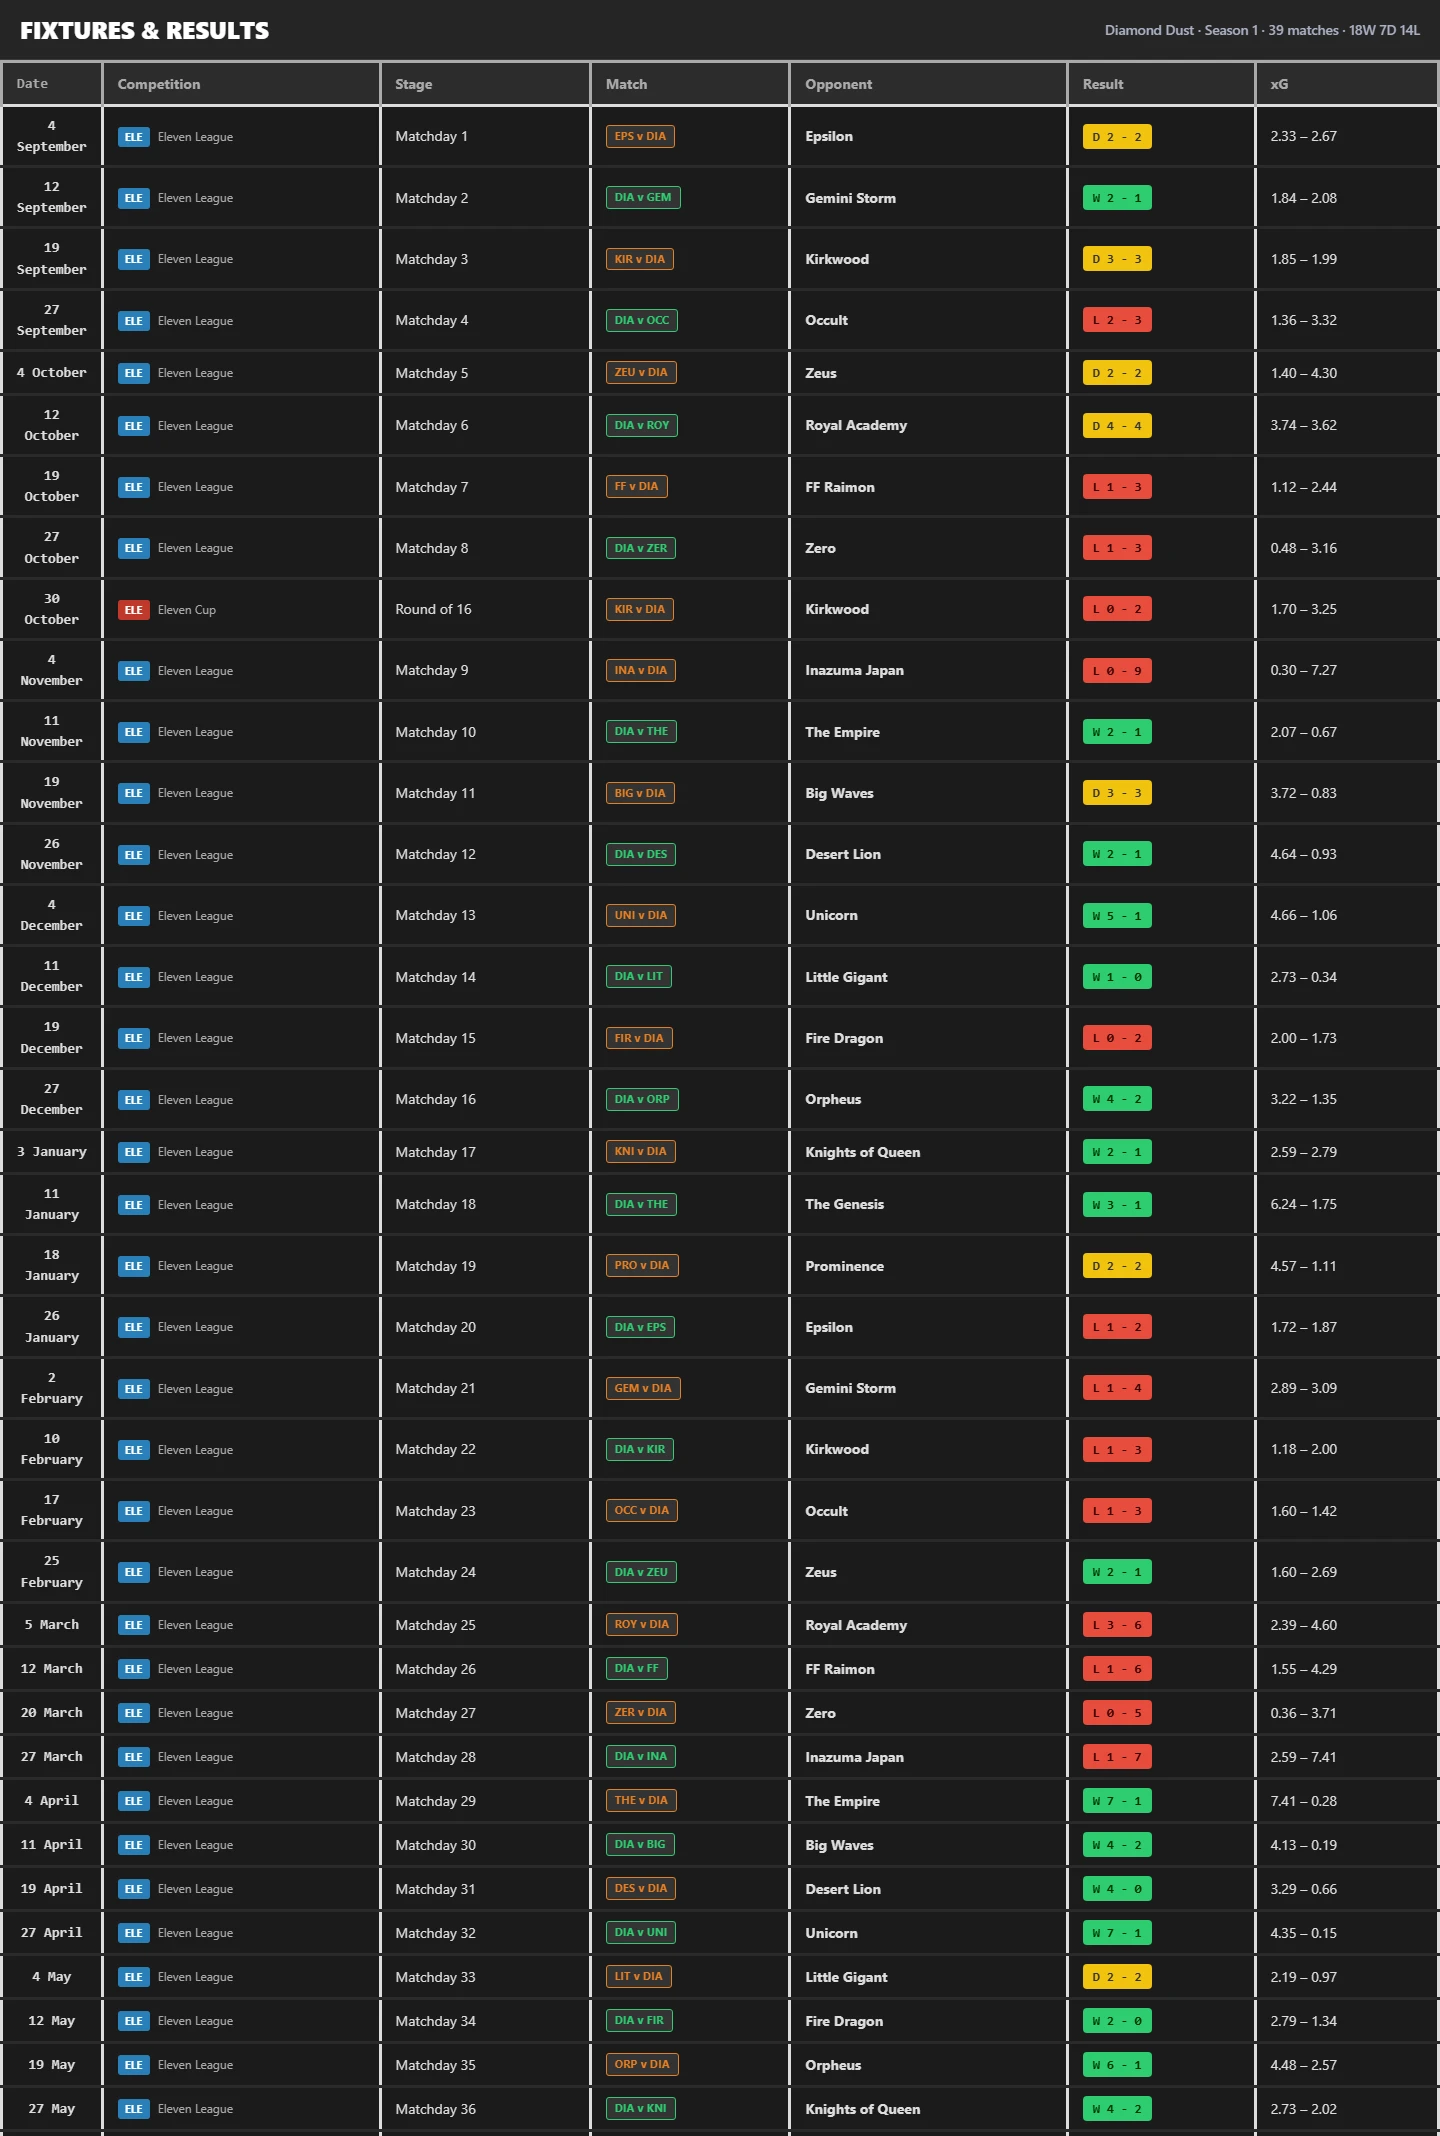 FIXTURES & RESULTS
Diamond Dust · Season 1 · 39 matches · 18W 7D 14L
Date Competition Stage Match Opponent Result xG
4 September ELE Eleven League Matchday 1 EPS v DIA Epsilon D 2 - 2 2.33 – 2.67
12 September ELE Eleven League Matchday 2 DIA v GEM Gemini Storm W 2 - 1 1.84 – 2.08
19 September ELE Eleven League Matchday 3 KIR v DIA Kirkwood D 3 - 3 1.85 – 1.99
27 September ELE Eleven League Matchday 4 DIA v OCC Occult L 2 - 3 1.36 – 3.32
4 October ELE Eleven League Matchday 5 ZEU v DIA Zeus D 2 - 2 1.40 – 4.30
12 October ELE Eleven League Matchday 6 DIA v ROY Royal Academy D 4 - 4 3.74 – 3.62
19 October ELE Eleven League Matchday 7 FF v DIA FF Raimon L 1 - 3 1.12 – 2.44
27 October ELE Eleven League Matchday 8 DIA v ZER Zero L 1 - 3 0.48 – 3.16
30 October ELE Eleven Cup Round of 16 KIR v DIA Kirkwood L 0 - 2 1.70 – 3.25
4 November ELE Eleven League Matchday 9 INA v DIA Inazuma Japan L 0 - 9 0.30 – 7.27
11 November ELE Eleven League Matchday 10 DIA v THE The Empire W 2 - 1 2.07 – 0.67
19 November ELE Eleven League Matchday 11 BIG v DIA Big Waves D 3 - 3 3.72 – 0.83
26 November ELE Eleven League Matchday 12 DIA v DES Desert Lion W 2 - 1 4.64 – 0.93
4 December ELE Eleven League Matchday 13 UNI v DIA Unicorn W 5 - 1 4.66 – 1.06
11 December ELE Eleven League Matchday 14 DIA v LIT Little Gigant W 1 - 0 2.73 – 0.34
19 December ELE Eleven League Matchday 15 FIR v DIA Fire Dragon L 0 - 2 2.00 – 1.73
27 December ELE Eleven League Matchday 16 DIA v ORP Orpheus W 4 - 2 3.22 – 1.35
3 January ELE Eleven League Matchday 17 KNI v DIA Knights of Queen W 2 - 1 2.59 – 2.79
11 January ELE Eleven League Matchday 18 DIA v THE The Genesis W 3 - 1 6.24 – 1.75
18 January ELE Eleven League Matchday 19 PRO v DIA Prominence D 2 - 2 4.57 – 1.11
26 January ELE Eleven League Matchday 20 DIA v EPS Epsilon L 1 - 2 1.72 – 1.87
2 February ELE Eleven League Matchday 21 GEM v DIA Gemini Storm L 1 - 4 2.89 – 3.09
10 February ELE Eleven League Matchday 22 DIA v KIR Kirkwood L 1 - 3 1.18 – 2.00
17 February ELE Eleven League Matchday 23 OCC v DIA Occult L 1 - 3 1.60 – 1.42
25 February ELE Eleven League Matchday 24 DIA v ZEU Zeus W 2 - 1 1.60 – 2.69
5 March ELE Eleven League Matchday 25 ROY v DIA Royal Academy L 3 - 6 2.39 – 4.60
12 March ELE Eleven League Matchday 26 DIA v FF FF Raimon L 1 - 6 1.55 – 4.29
20 March ELE Eleven League Matchday 27 ZER v DIA Zero L 0 - 5 0.36 – 3.71
27 March ELE Eleven League Matchday 28 DIA v INA Inazuma Japan L 1 - 7 2.59 – 7.41
4 April ELE Eleven League Matchday 29 THE v DIA The Empire W 7 - 1 7.41 – 0.28
11 April ELE Eleven League Matchday 30 DIA v BIG Big Waves W 4 - 2 4.13 – 0.19
19 April ELE Eleven League Matchday 31 DES v DIA Desert Lion W 4 - 0 3.29 – 0.66
27 April ELE Eleven League Matchday 32 DIA v UNI Unicorn W 7 - 1 4.35 – 0.15
4 May ELE Eleven League Matchday 33 LIT v DIA Little Gigant D 2 - 2 2.19 – 0.97
12 May ELE Eleven League Matchday 34 DIA v FIR Fire Dragon W 2 - 0 2.79 – 1.34
19 May ELE Eleven League Matchday 35 ORP v DIA Orpheus W 6 - 1 4.48 – 2.57
27 May ELE Eleven League Matchday 36 DIA v KNI Knights of Queen W 4 - 2 2.73 – 2.02